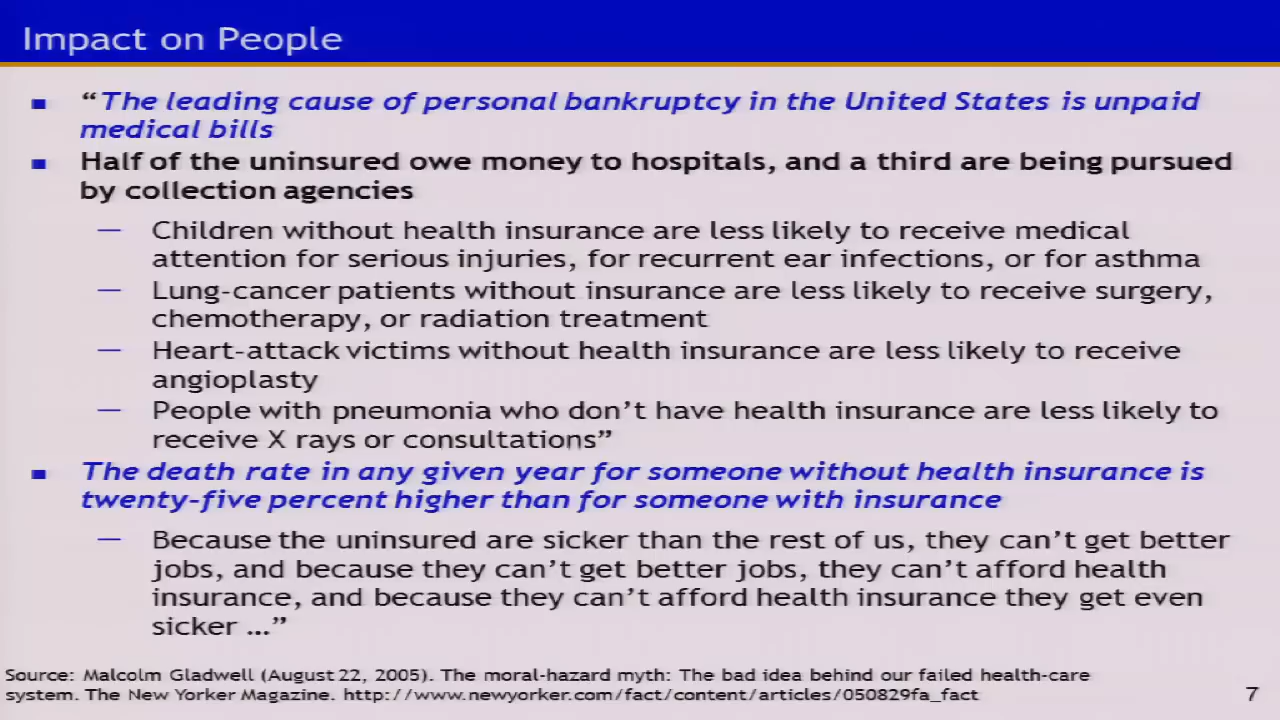 Impact on People
“The leading cause of personal bankruptcy in the United States is unpaid
medical bills
Half of the uninsured owe money to hospitals, and a third are being pursued
by collection agencies
— Children without health insurance are less likely to receive medical
attention for serious injuries, for recurrent ear infections, or for asthma
— Lung-cancer patients without insurance are less likely to receive surgery,
chemotherapy, or radiation treatment
— Heart-attack victims without health insurance are less likely to receive
angioplasty
— People with pneumonia who don’t have health insurance are less likely to
receive X rays or consultations”
The death rate in any given year for someone without health insurance is
twenty-five percent higher than for someone with insurance
— Because the uninsured are sicker than the rest of us, they can’t get better
jobs, and because they can’t get better jobs, they can’t afford health
insurance, and because they can’t afford health insurance they get even
sicker …”
Source: Malcolm Gladwell (August 22, 2005). The moral-hazard myth: The bad idea behind our failed health-care
system. The New Yorker Magazine. http://www.newyorker.com/fact/content/articles/050829fa_fact
7